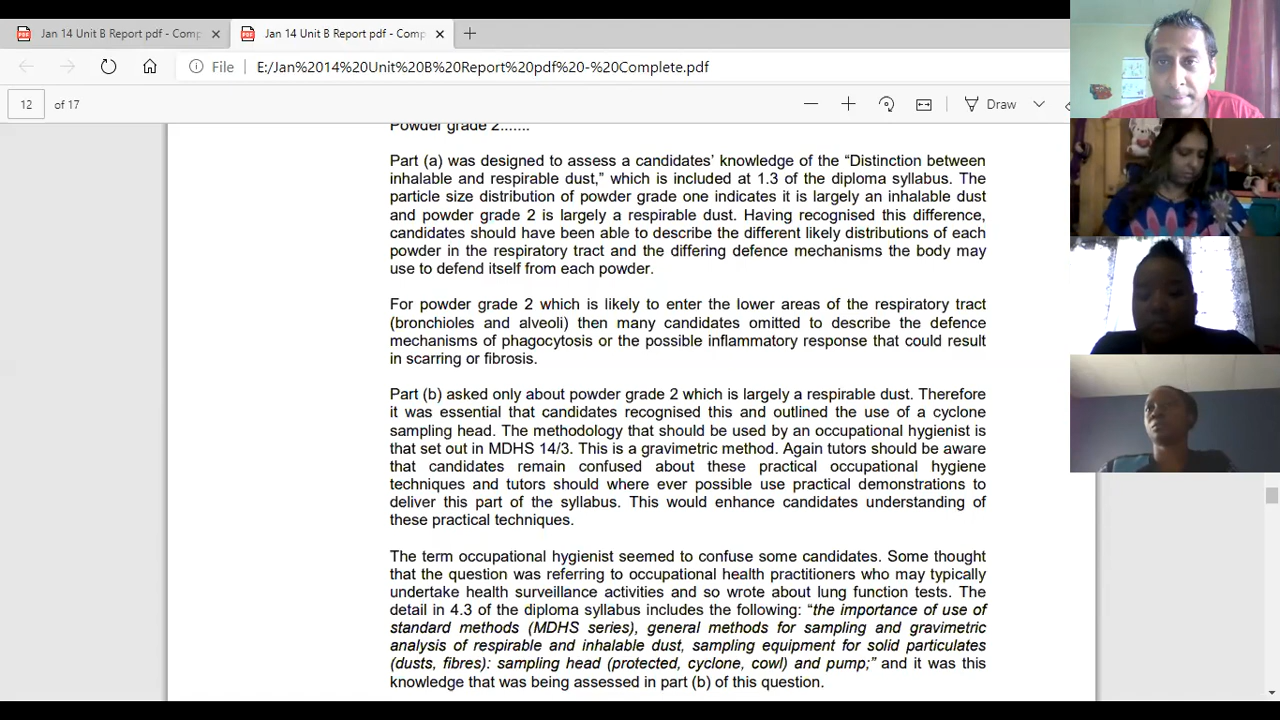 Jan 14 Unit B Report pdf - Comp
Jan 14 Unit B Report pdf - Comp
File
E:/Jan%2014%20Unit%20B%20Report%20pdf%20-%20Complete.pdf
12 of 17
Draw
Powder grade 2.......
Part (a) was designed to assess a candidates’ knowledge of the “Distinction between
inhalable and respirable dust,” which is included at 1.3 of the diploma syllabus. The
particle size distribution of powder grade one indicates it is largely an inhalable dust
and powder grade 2 is largely a respirable dust. Having recognised this difference,
candidates should have been able to describe the different likely distributions of each
powder in the respiratory tract and the differing defence mechanisms the body may
use to defend itself from each powder.
For powder grade 2 which is likely to enter the lower areas of the respiratory tract
(bronchioles and alveoli) then many candidates omitted to describe the defence
mechanisms of phagocytosis or the possible inflammatory response that could result
in scarring or fibrosis.
Part (b) asked only about powder grade 2 which is largely a respirable dust. Therefore
it was essential that candidates recognised this and outlined the use of a cyclone
sampling head. The methodology that should be used by an occupational hygienist is
that set out in MDHS 14/3. This is a gravimetric method. Again tutors should be aware
that candidates remain confused about these practical occupational hygiene
techniques and tutors should where ever possible use practical demonstrations to
deliver this part of the syllabus. This would enhance candidates understanding of
these practical techniques.
The term occupational hygienist seemed to confuse some candidates. Some thought
that the question was referring to occupational health practitioners who may typically
undertake health surveillance activities and so wrote about lung function tests. The
detail in 4.3 of the diploma syllabus includes the following: “the importance of use of
standard methods (MDHS series), general methods for sampling and gravimetric
analysis of respirable and inhalable dust, sampling equipment for solid particulates
(dusts, fibres): sampling head (protected, cyclone, cowl) and pump;” and it was this
knowledge that was being assessed in part (b) of this question.